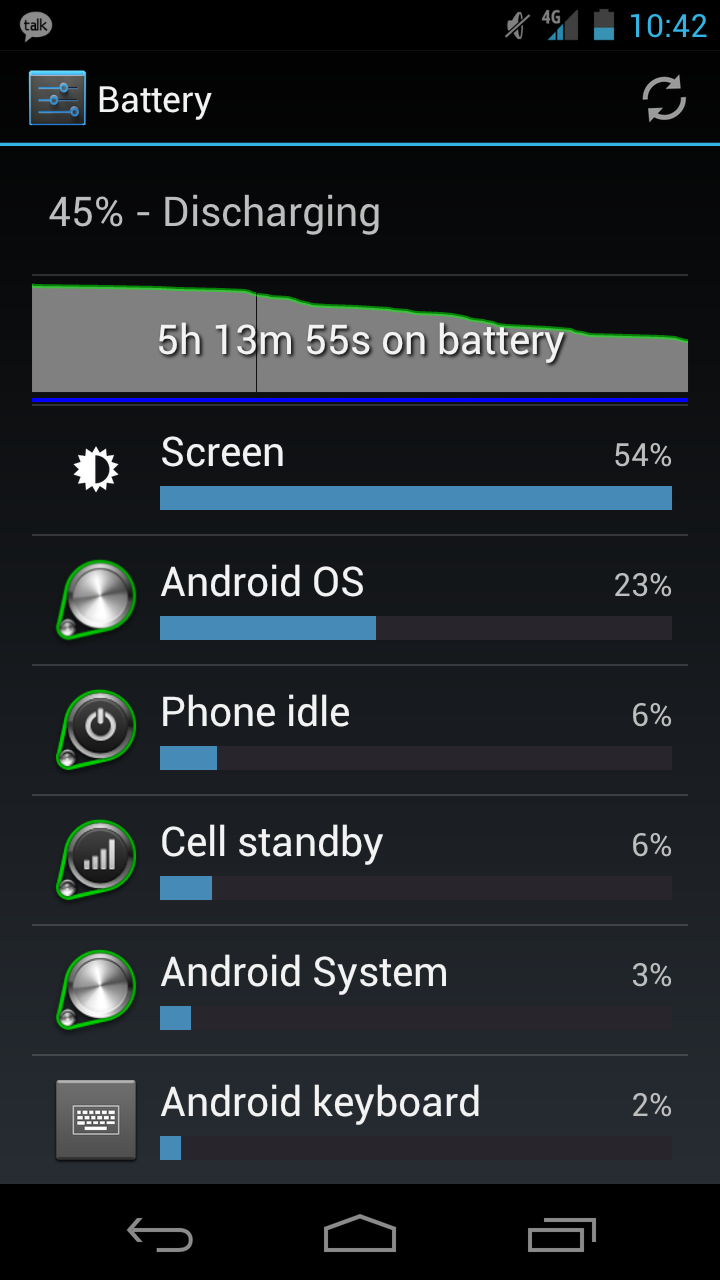 talk
4G
10:42
Battery
45% - Discharging
5h 13m 55s on battery
Screen 54%
Android OS 23%
Phone idle 6%
Cell standby 6%
Android System 3%
Android keyboard 2%